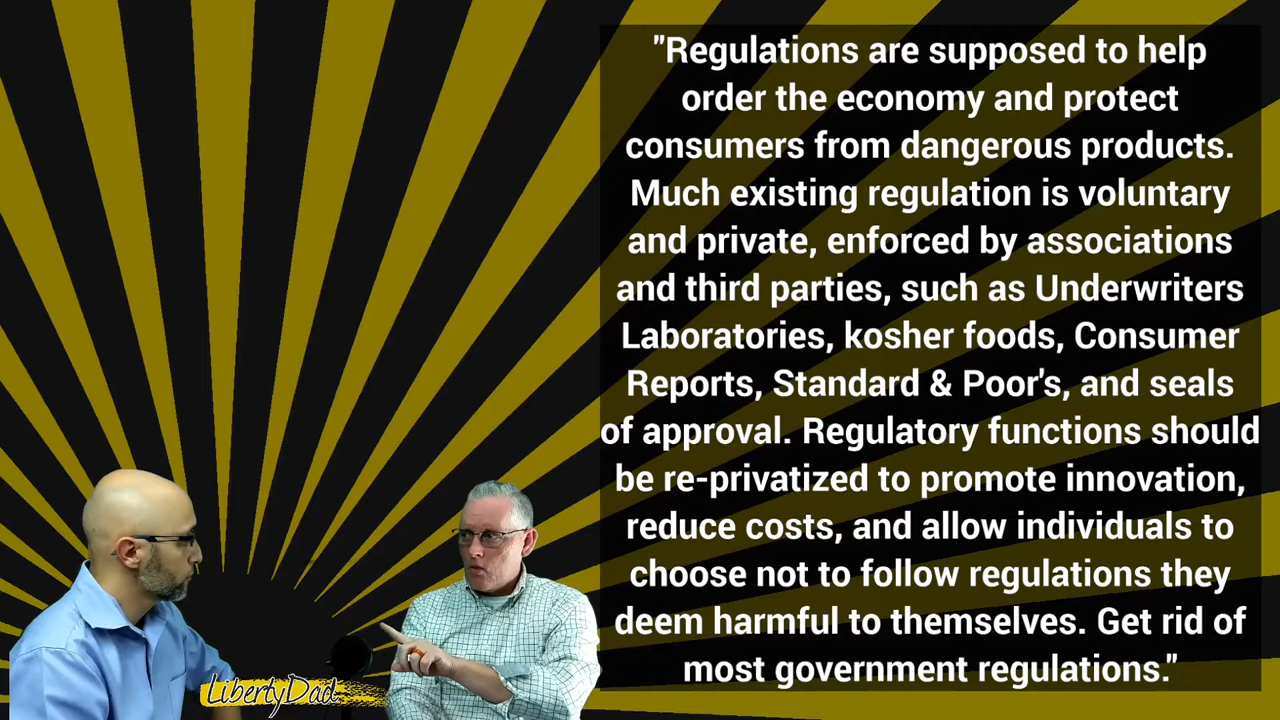 "Regulations are supposed to help
order the economy and protect
consumers from dangerous products.
Much existing regulation is voluntary
and private, enforced by associations
and third parties, such as Underwriters
Laboratories, kosher foods, Consumer
Reports, Standard & Poor's, and seals
of approval. Regulatory functions should
be re-privatized to promote innovation,
reduce costs, and allow individuals to
choose not to follow regulations they
deem harmful to themselves. Get rid of
most government regulations."
LibertyDad.